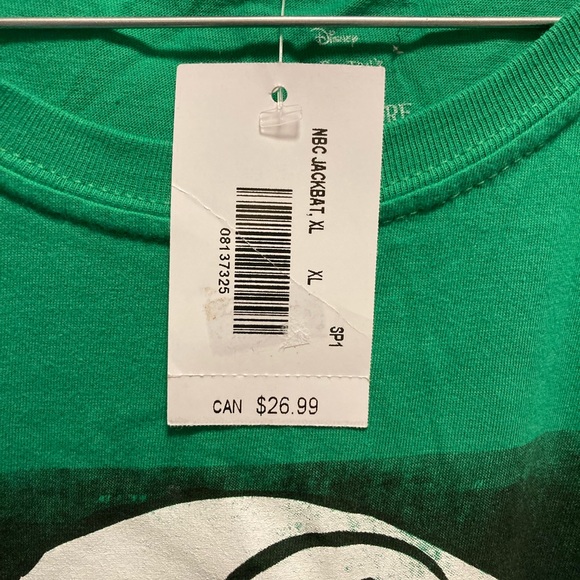 Disney
NBC JACKBAT, XL XL SP1
08137325
CAN $26.99